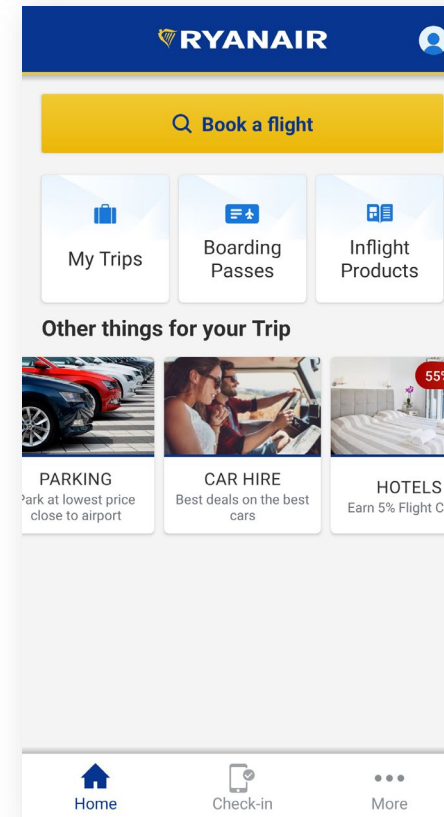 RYANAIR
Book a flight
My Trips
Boarding
Passes
Inflight
Products
Other things for your Trip
55%
PARKING
Park at lowest price
close to airport
CAR HIRE
Best deals on the best
cars
HOTELS
Earn 5% Flight C
Home
Check-in
More